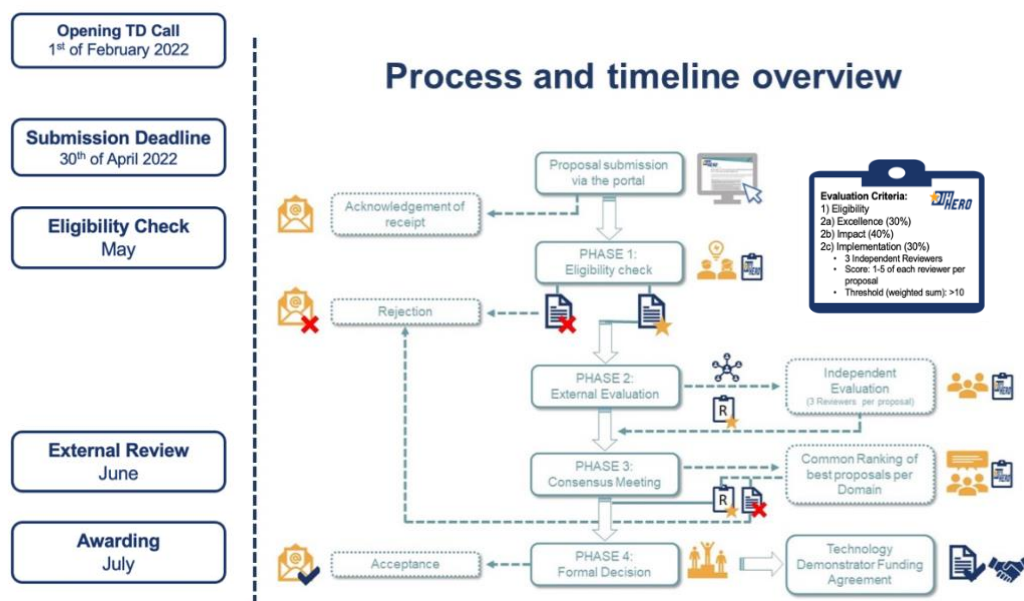 Opening TD Call
1st of February 2022
Submission Deadline
30th of April 2022
Eligibility Check
May
External Review
June
Awarding
July
Process and timeline overview
Proposal submission
via the portal
Acknowledgement of
receipt
PHASE 1:
Eligibility check
Rejection
PHASE 2:
External Evaluation
Independent
Evaluation
(3 Reviewers per proposal)
PHASE 3:
Consensus Meeting
Common Ranking of
best proposals per
Domain
R
R
PHASE 4:
Formal Decision
Acceptance
Technology
Demonstrator Funding
Agreement
Evaluation Criteria:
1) Eligibility
2a) Excellence (30%)
2b) Impact (40%)
2c) Implementation (30%)
• 3 Independent Reviewers
• Score: 1-5 of each reviewer per
proposal
• Threshold (weighted sum): >10
DIH
HERO